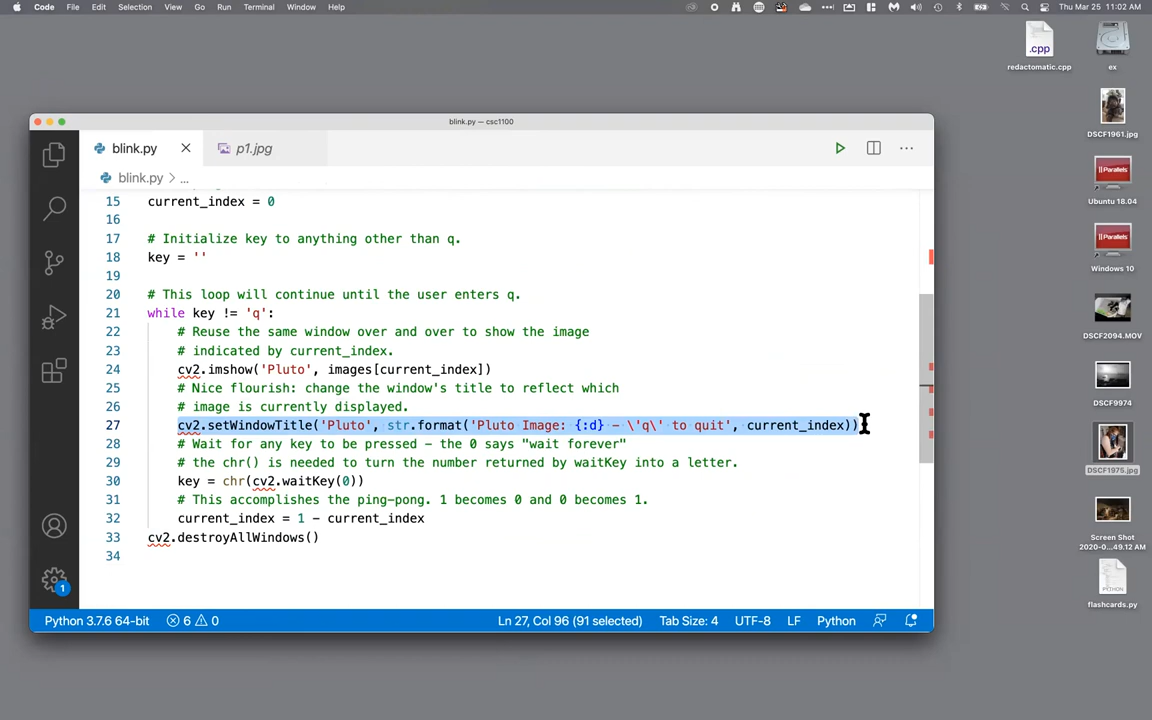 Code File Edit Selection View Go Run Terminal Window Help
Thu Mar 25 11:02 AM
.cpp
redactomatic.cpp
ex
DSCF1961.jpg
|| Parallels
Ubuntu 18.04
|| Parallels
Windows 10
DSCF2094.MOV
DSCF9974
DSCF1975.jpg
Screen Shot
2020-0...49.12 AM
PYTHON
flashcards.py
blink.py — csc1100
blink.py
p1.jpg
blink.py > ...
15 current_index = 0
16
17 # Initialize key to anything other than q.
18 key = ''
19
20 # This loop will continue until the user enters q.
21 while key != 'q':
22 # Reuse the same window over and over to show the image
23 # indicated by current_index.
24 cv2.imshow('Pluto', images[current_index])
25 # Nice flourish: change the window's title to reflect which
26 # image is currently displayed.
27 cv2.setWindowTitle('Pluto', str.format('Pluto Image: {:d} - \'q\' to quit', current_index))
28 # Wait for any key to be pressed - the 0 says "wait forever"
29 # the chr() is needed to turn the number returned by waitKey into a letter.
30 key = chr(cv2.waitKey(0))
31 # This accomplishes the ping-pong. 1 becomes 0 and 0 becomes 1.
32 current_index = 1 - current_index
33 cv2.destroyAllWindows()
34
1
Python 3.7.6 64-bit 6 0 Ln 27, Col 96 (91 selected) Tab Size: 4 UTF-8 LF Python